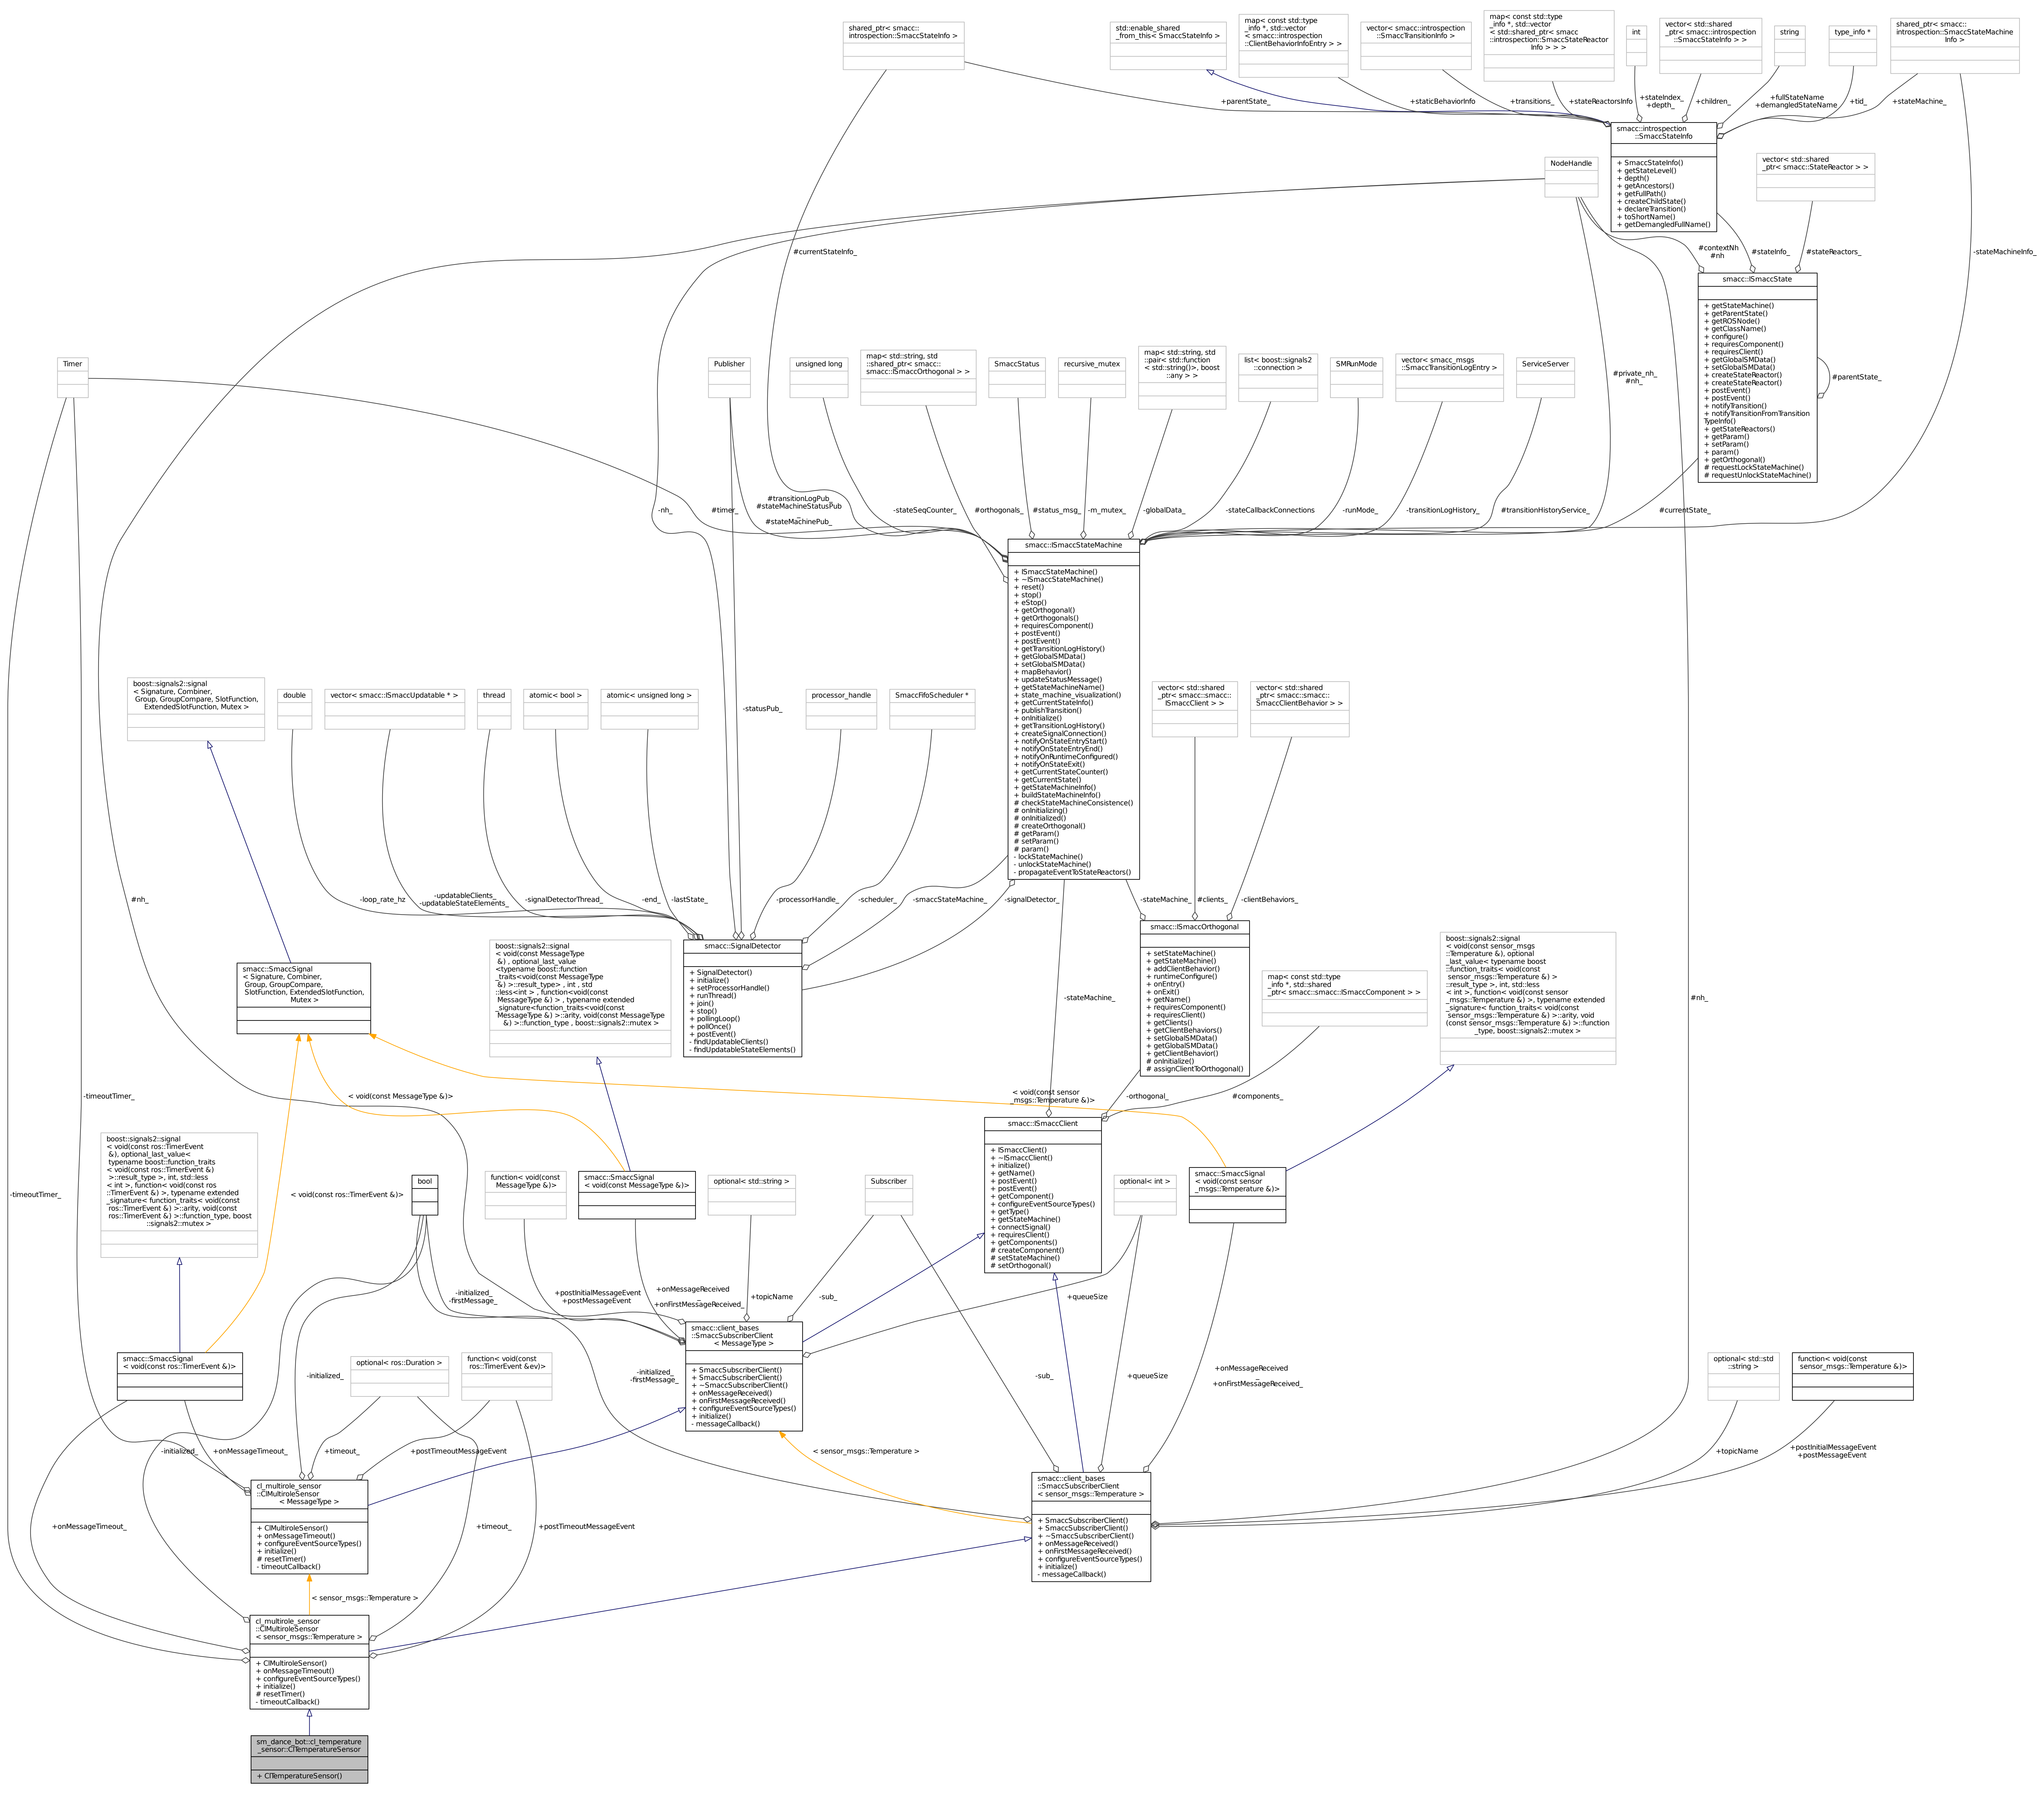 shared_ptr< smacc::
introspection::SmaccStateInfo >
std::enable_shared
_from_this< SmaccStateInfo >
map< const std::type
_info *, std::vector
< smacc::introspection
::ClientBehaviorInfoEntry > >
vector< smacc::introspection
::SmaccTransitionInfo >
map< const std::type
_info *, std::vector
< std::shared_ptr< smacc
::introspection::SmaccStateReactor
Info > > >
int
vector< std::shared
_ptr< smacc::introspection
::SmaccStateInfo > >
string
type_info *
shared_ptr< smacc::
introspection::SmaccStateMachine
Info >
+parentState_
+staticBehaviorInfo
+transitions_
+stateReactorsInfo
+stateIndex_
+depth_
+children_
+fullStateName
+demangledStateName
+tid_
+stateMachine_
smacc::introspection
::SmaccStateInfo
+ SmaccStateInfo()
+ getStateLevel()
+ depth()
+ getAncestors()
+ getFullPath()
+ createChildState()
+ declareTransition()
+ toShortName()
+ getDemangledFullName()
NodeHandle
vector< std::shared
_ptr< smacc::StateReactor > >
#currentStateInfo_
#contextNh
#nh
#stateInfo_
#stateReactors_
-stateMachineInfo_
smacc::ISmaccState
+ getStateMachine()
+ getParentState()
+ getROSNode()
+ getClassName()
+ configure()
+ requiresComponent()
+ requiresClient()
+ getGlobalSMData()
+ setGlobalSMData()
+ createStateReactor()
+ createStateReactor()
+ postEvent()
+ postEvent()
+ notifyTransition()
+ notifyTransitionFromTransition
TypeInfo()
+ getStateReactors()
+ getParam()
+ setParam()
+ param()
+ getOrthogonal()
# requestLockStateMachine()
# requestUnlockStateMachine()
#parentState_
Timer
Publisher
unsigned long
map< std::string, std
::shared_ptr< smacc::
smacc::ISmaccOrthogonal > >
SmaccStatus
recursive_mutex
map< std::string, std
::pair< std::function
< std::string()>, boost
::any > >
list< boost::signals2
::connection >
SMRunMode
vector< smacc_msgs
::SmaccTransitionLogEntry >
ServiceServer
#private_nh_
#nh_
-nh_
#timer_
#transitionLogPub_
#stateMachineStatusPub
_
#stateMachinePub_
-stateSeqCounter_
#orthogonals_
#status_msg_
-m_mutex_
-globalData_
-stateCallbackConnections
-runMode_
-transitionLogHistory_
#transitionHistoryService_
#currentState_
smacc::ISmaccStateMachine
+ ISmaccStateMachine()
+ ~ISmaccStateMachine()
+ reset()
+ stop()
+ eStop()
+ getOrthogonal()
+ getOrthogonals()
+ requiresComponent()
+ postEvent()
+ postEvent()
+ getTransitionLogHistory()
+ getGlobalSMData()
+ setGlobalSMData()
+ mapBehavior()
+ updateStatusMessage()
+ getStateMachineName()
+ state_machine_visualization()
+ getCurrentStateInfo()
+ publishTransition()
+ onInitialize()
+ getTransitionLogHistory()
+ createSignalConnection()
+ notifyOnStateEntryStart()
+ notifyOnStateEntryEnd()
+ notifyOnRuntimeConfigured()
+ notifyOnStateExit()
+ getCurrentStateCounter()
+ getCurrentState()
+ getStateMachineInfo()
+ buildStateMachineInfo()
# checkStateMachineConsistence()
# onInitializing()
# onInitialized()
# createOrthogonal()
# getParam()
# setParam()
# param()
- lockStateMachine()
- unlockStateMachine()
- propagateEventToStateReactors()
boost::signals2::signal
< Signature, Combiner,
Group, GroupCompare, SlotFunction,
ExtendedSlotFunction, Mutex >
double
vector< smacc::ISmaccUpdatable * >
thread
atomic< bool >
atomic< unsigned long >
-statusPub_
processor_handle
SmaccFifoScheduler *
vector< std::shared
_ptr< smacc::smacc::
ISmaccClient > >
vector< std::shared
_ptr< smacc::smacc::
SmaccClientBehavior > >
#nh_
-loop_rate_hz
-updatableClients_
-updatableStateElements_
-signalDetectorThread_
-end_
-lastState_
-processorHandle_
-scheduler_
-smaccStateMachine_
-signalDetector_
-stateMachine_
#clients_
-clientBehaviors_
smacc::SmaccSignal
< Signature, Combiner,
Group, GroupCompare,
SlotFunction, ExtendedSlotFunction,
Mutex >
boost::signals2::signal
< void(const MessageType
&) , optional_last_value
<typename boost::function
_traits<void(const MessageType
&) >::result_type> , int , std
::less<int > , function<void(const
MessageType &) > , typename extended
_signature<function_traits<void(const
MessageType &) >::arity, void(const MessageType
&) >::function_type , boost::signals2::mutex >
smacc::SignalDetector
+ SignalDetector()
+ initialize()
+ setProcessorHandle()
+ runThread()
+ join()
+ stop()
+ pollingLoop()
+ pollOnce()
+ postEvent()
- findUpdatableClients()
- findUpdatableStateElements()
smacc::ISmaccOrthogonal
+ setStateMachine()
+ getStateMachine()
+ addClientBehavior()
+ runtimeConfigure()
+ onEntry()
+ onExit()
+ getName()
+ requiresComponent()
+ requiresClient()
+ getClients()
+ getClientBehaviors()
+ setGlobalSMData()
+ getGlobalSMData()
+ getClientBehavior()
# onInitialize()
# assignClientToOrthogonal()
map< const std::type
_info *, std::shared
_ptr< smacc::smacc::ISmaccComponent > >
boost::signals2::signal
< void(const sensor_msgs
::Temperature &), optional
_last_value< typename boost
::function_traits< void(const
sensor_msgs::Temperature &) >
::result_type >, int, std::less
< int >, function< void(const sensor
_msgs::Temperature &) >, typename extended
_signature< function_traits< void(const
sensor_msgs::Temperature &) >::arity, void
(const sensor_msgs::Temperature &) >::function
_type, boost::signals2::mutex >
-stateMachine_
#nh_
-timeoutTimer_
< void(const MessageType &)>
< void(const sensor
_msgs::Temperature &)>
-orthogonal_
#components_
smacc::ISmaccClient
+ ISmaccClient()
+ ~ISmaccClient()
+ initialize()
+ getName()
+ postEvent()
+ postEvent()
+ getComponent()
+ configureEventSourceTypes()
+ getType()
+ getStateMachine()
+ connectSignal()
+ requiresClient()
+ getComponents()
# createComponent()
# setStateMachine()
# setOrthogonal()
boost::signals2::signal
< void(const ros::TimerEvent
&), optional_last_value<
typename boost::function_traits
< void(const ros::TimerEvent &)
>::result_type >, int, std::less
< int >, function< void(const ros
::TimerEvent &) >, typename extended
_signature< function_traits< void(const
ros::TimerEvent &) >::arity, void(const
ros::TimerEvent &) >::function_type, boost
::signals2::mutex >
-timeoutTimer_
< void(const ros::TimerEvent &)>
bool
function< void(const
MessageType &)>
smacc::SmaccSignal
< void(const MessageType &)>
optional< std::string >
Subscriber
optional< int >
smacc::SmaccSignal
< void(const sensor
_msgs::Temperature &)>
-initialized_
-firstMessage_
+postInitialMessageEvent
+postMessageEvent
+onMessageReceived
_
+onFirstMessageReceived_
+topicName
-sub_
+queueSize
smacc::client_bases
::SmaccSubscriberClient
< MessageType >
+ SmaccSubscriberClient()
+ SmaccSubscriberClient()
+ ~SmaccSubscriberClient()
+ onMessageReceived()
+ onFirstMessageReceived()
+ configureEventSourceTypes()
+ initialize()
- messageCallback()
smacc::SmaccSignal
< void(const ros::TimerEvent &)>
-initialized_
optional< ros::Duration >
function< void(const
ros::TimerEvent &ev)>
-initialized_
-firstMessage_
-sub_
+queueSize
+onMessageReceived
_
+onFirstMessageReceived_
optional< std::std
::string >
function< void(const
sensor_msgs::Temperature &)>
-initialized_
+onMessageTimeout_
+timeout_
+postTimeoutMessageEvent
< sensor_msgs::Temperature >
+topicName
+postInitialMessageEvent
+postMessageEvent
cl_multirole_sensor
::ClMultiroleSensor
< MessageType >
+ ClMultiroleSensor()
+ onMessageTimeout()
+ configureEventSourceTypes()
+ initialize()
# resetTimer()
- timeoutCallback()
smacc::client_bases
::SmaccSubscriberClient
< sensor_msgs::Temperature >
+ SmaccSubscriberClient()
+ SmaccSubscriberClient()
+ ~SmaccSubscriberClient()
+ onMessageReceived()
+ onFirstMessageReceived()
+ configureEventSourceTypes()
+ initialize()
- messageCallback()
+onMessageTimeout_
+timeout_
+postTimeoutMessageEvent
< sensor_msgs::Temperature >
cl_multirole_sensor
::ClMultiroleSensor
< sensor_msgs::Temperature >
+ ClMultiroleSensor()
+ onMessageTimeout()
+ configureEventSourceTypes()
+ initialize()
# resetTimer()
- timeoutCallback()
sm_dance_bot::cl_temperature
_sensor::ClTemperatureSensor
+ ClTemperatureSensor()